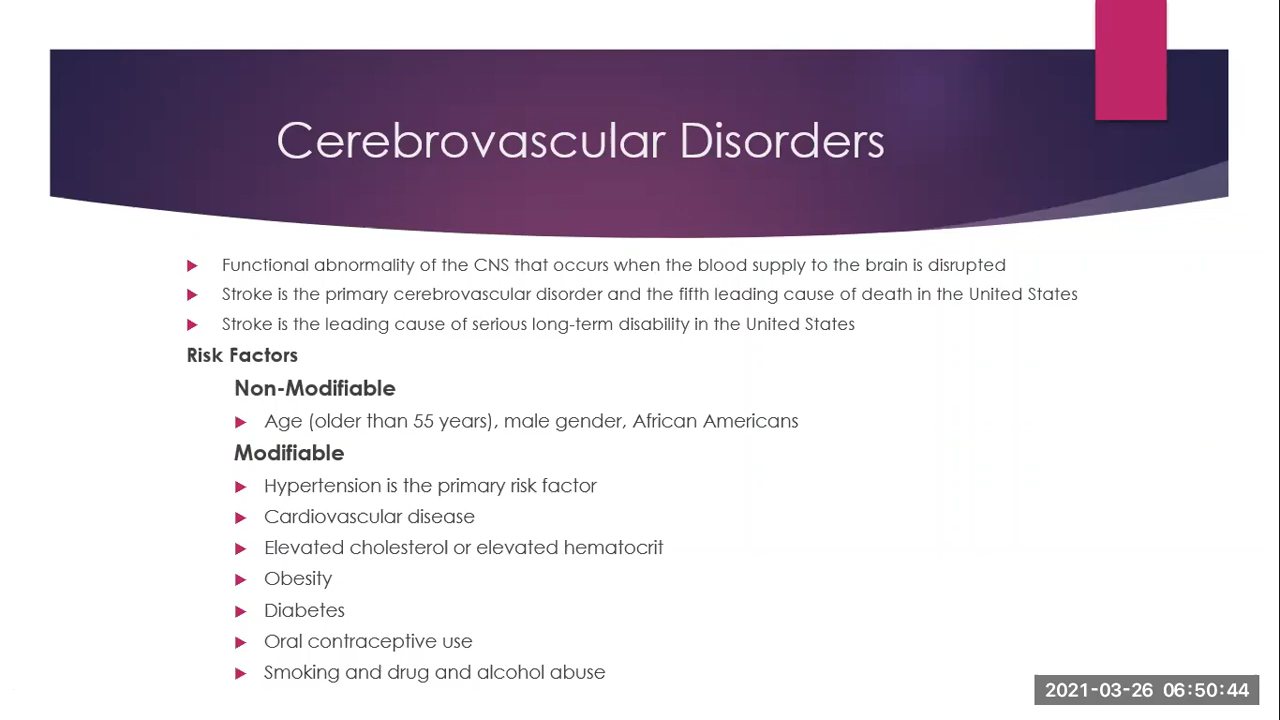 Cerebrovascular Disorders
Functional abnormality of the CNS that occurs when the blood supply to the brain is disrupted
Stroke is the primary cerebrovascular disorder and the fifth leading cause of death in the United States
Stroke is the leading cause of serious long-term disability in the United States
Risk Factors
Non-Modifiable
Age (older than 55 years), male gender, African Americans
Modifiable
Hypertension is the primary risk factor
Cardiovascular disease
Elevated cholesterol or elevated hematocrit
Obesity
Diabetes
Oral contraceptive use
Smoking and drug and alcohol abuse
2021-03-26 06:50:44